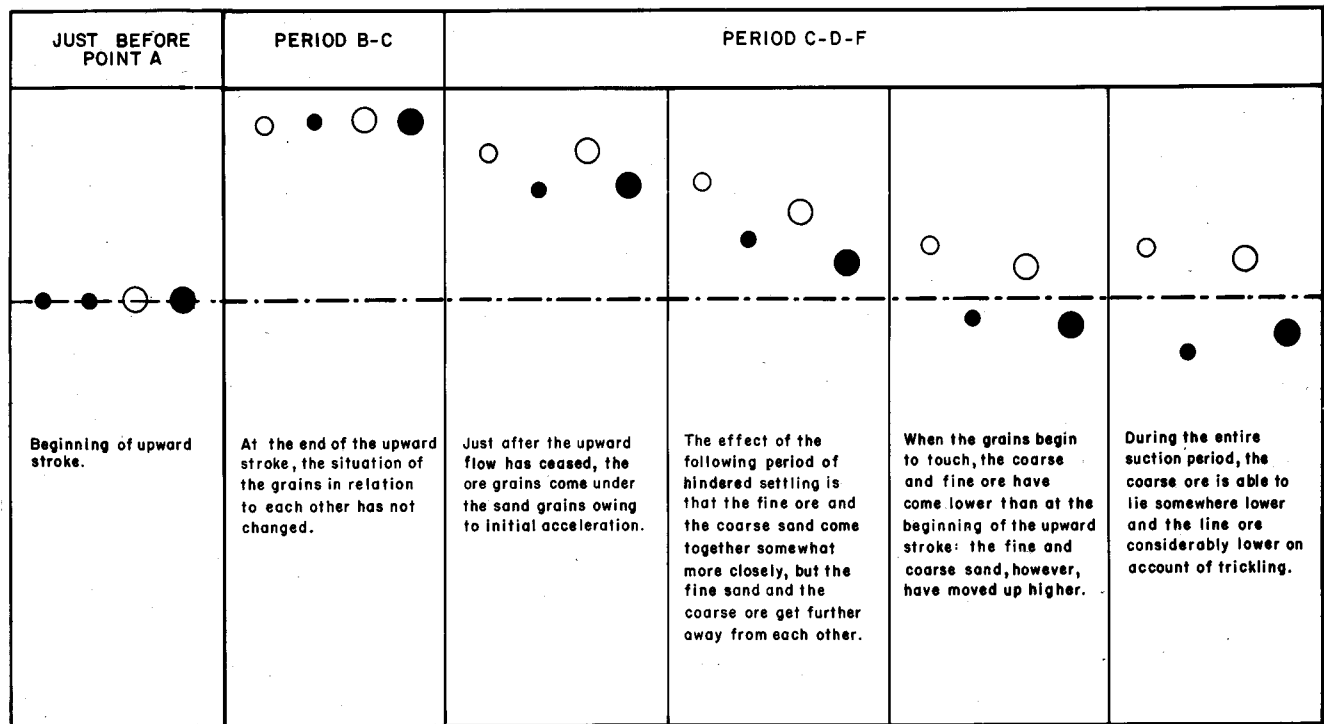 JUST BEFORE
POINT A
PERIOD B-C
PERIOD C-D-F
Beginning of upward
stroke.
At the end of the upward
stroke, the situation of
the grains in relation
to each other has not
changed.
Just after the upward
flow has ceased, the
ore grains come under
the sand grains owing
to initial acceleration.
The effect of the
following period of
hindered settling is
that the fine ore and
the coarse sand come
together somewhat
more closely, but the
fine sand and the
coarse ore get further
away from each other.
When the grains begin
to touch, the coarse
and fine ore have
come lower than at the
beginning of the upward
stroke: the fine and
coarse sand, however,
have moved up higher.
During the entire
suction period, the
coarse ore is able to
lie somewhere lower
and the line ore
considerably lower on
account of trickling.